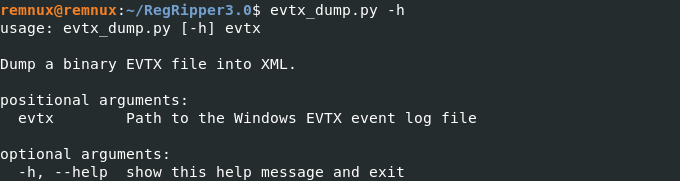 remnux@remnux:~/RegRipper3.0$ evtx_dump.py -h
usage: evtx_dump.py [-h] evtx
Dump a binary EVTX file into XML.
positional arguments:
evtx Path to the Windows EVTX event log file
optional arguments:
-h, --help show this help message and exit